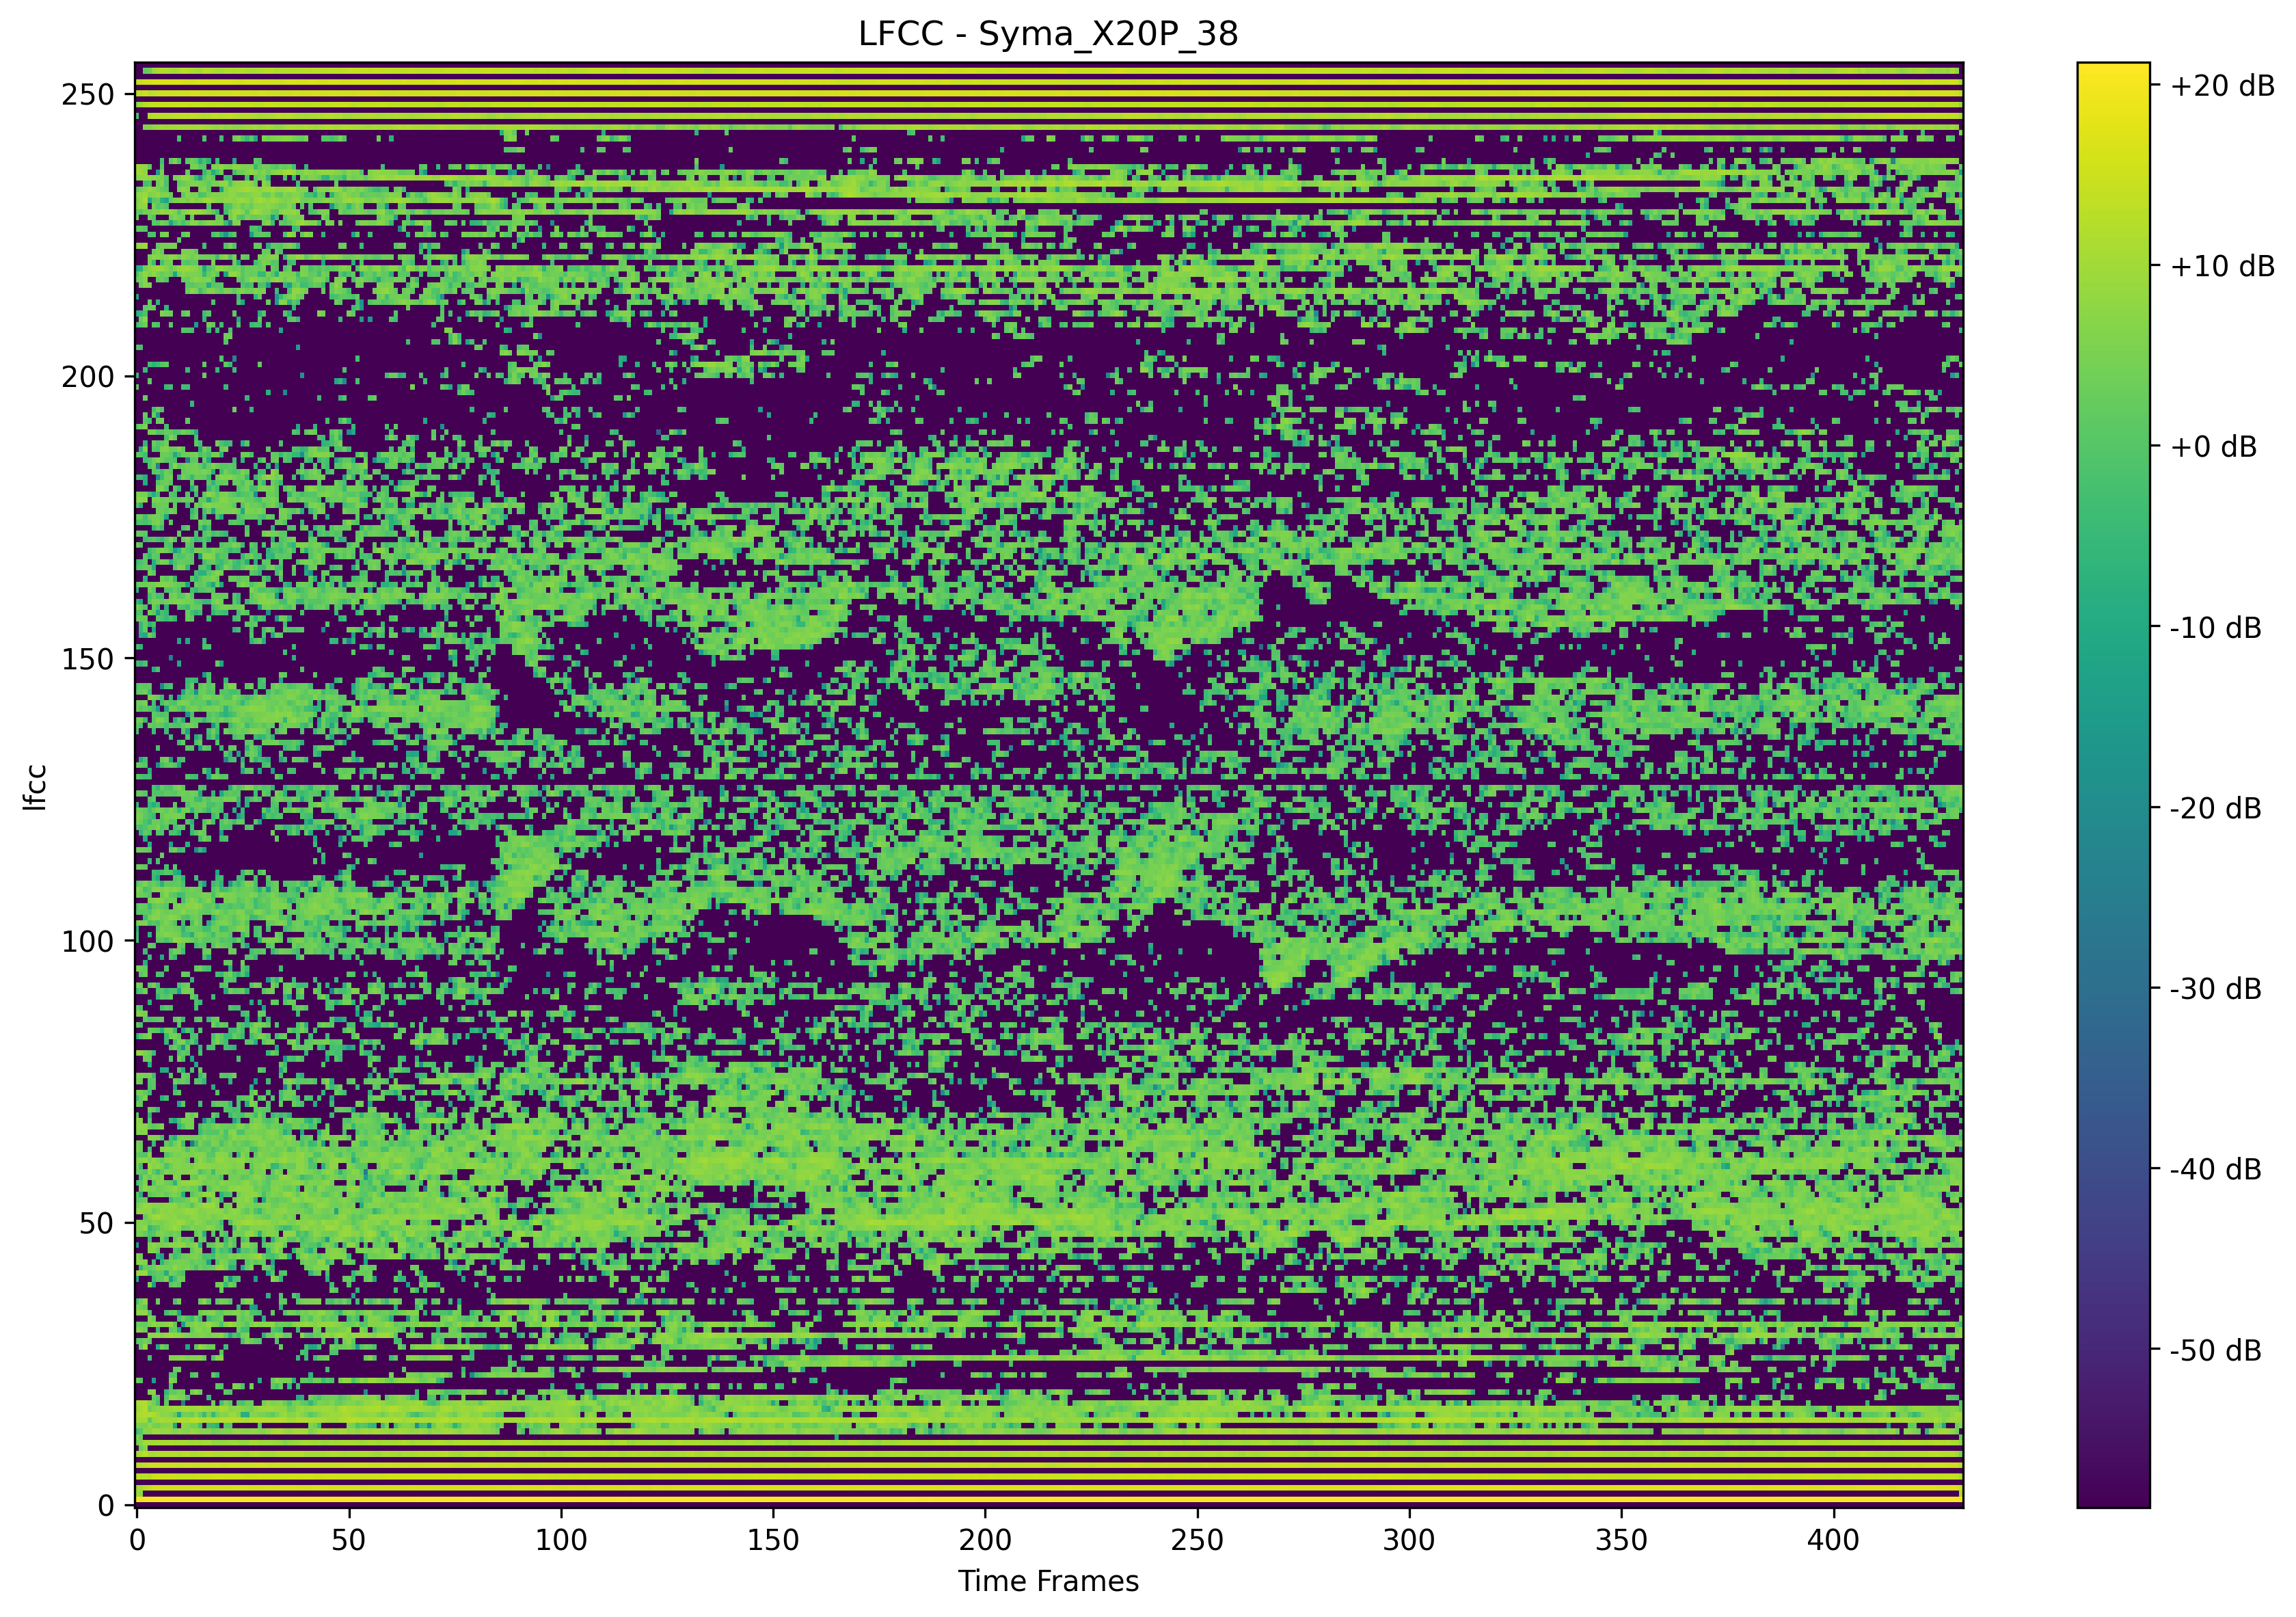 LFCC - Syma_X20P_38
lfcc
250
200
150
100
50
0
0 50 100 150 200 250 300 350 400
Time Frames
+20 dB
+10 dB
+0 dB
-10 dB
-20 dB
-30 dB
-40 dB
-50 dB